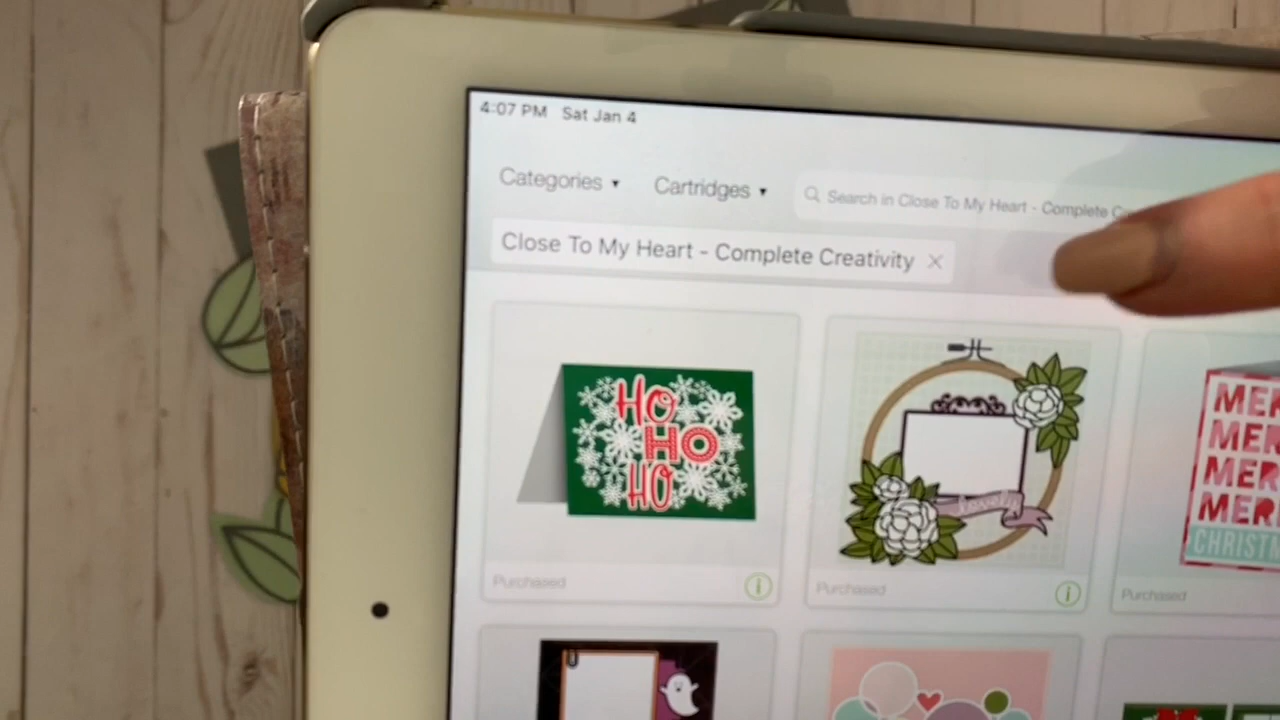 4:07 PM Sat Jan 4
Categories ▾ Cartridges ▾ Search in Close To My Heart - Complete
Close To My Heart - Complete Creativity ×
HO
HO
HO
MER
MER
MER
MER
CHRIST
Purchased
Purchased
Purchased